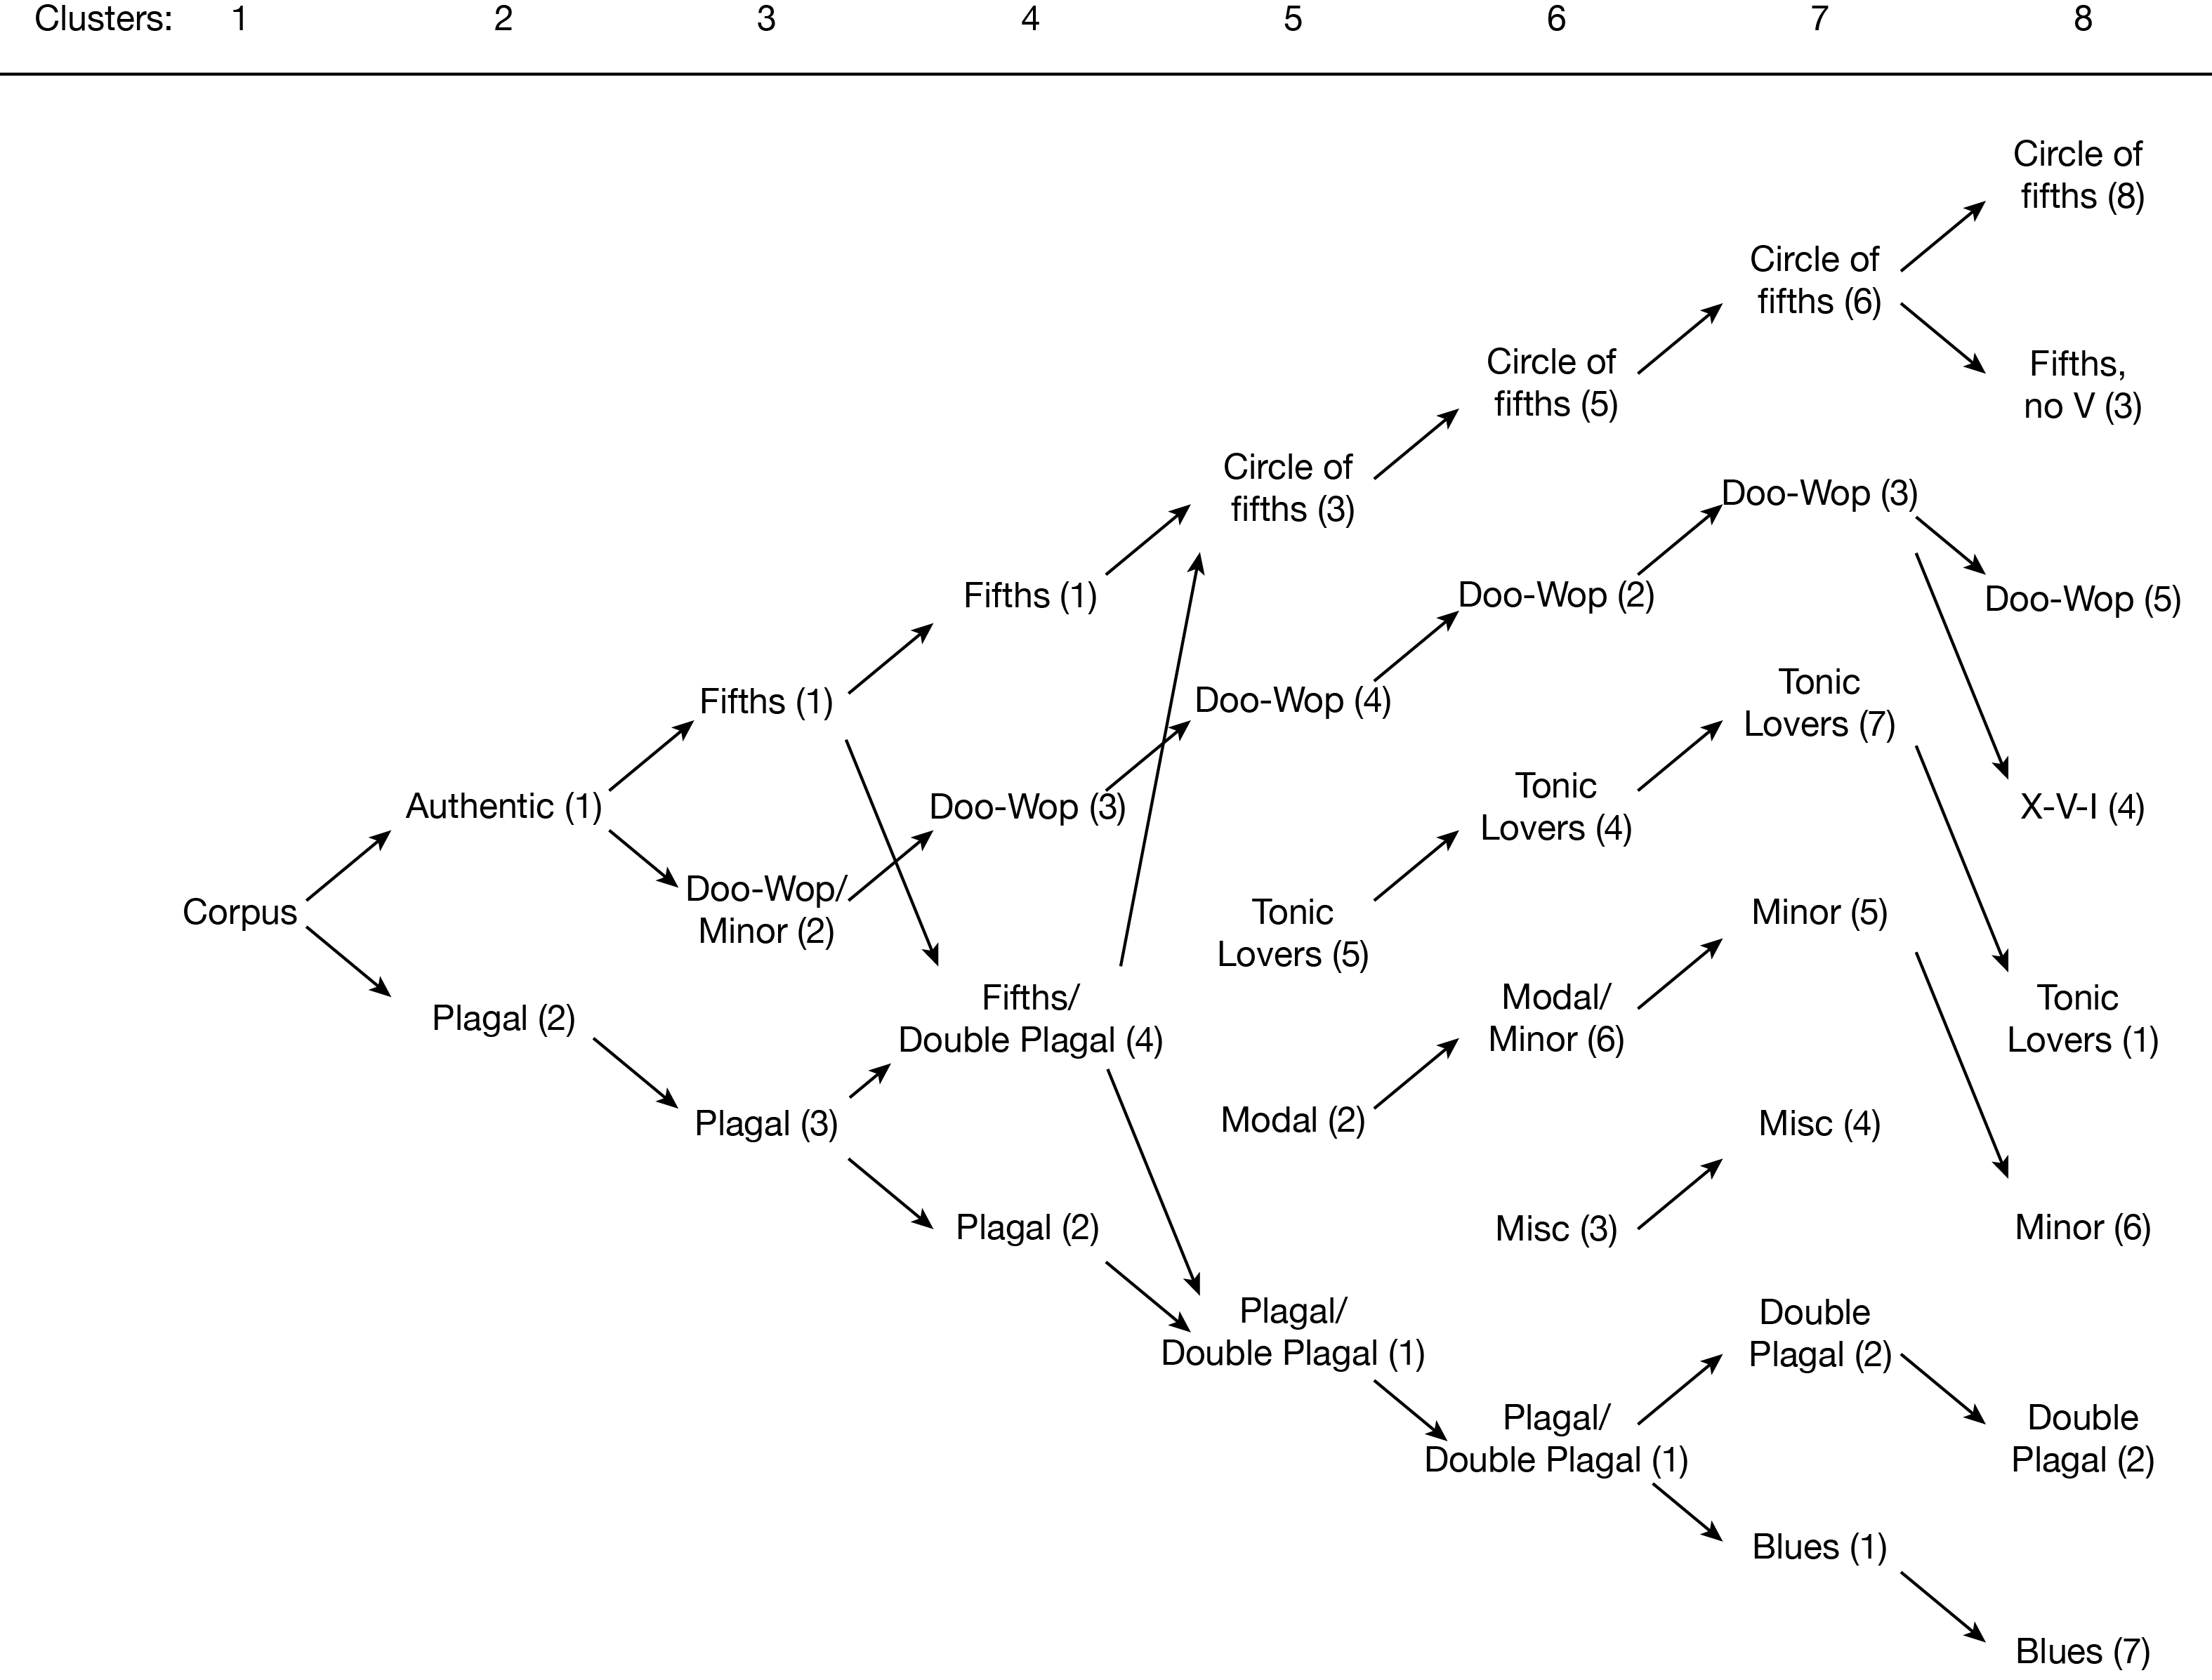 Clusters: 1 2 3 4 5 6 7 8
Corpus
Authentic (1)
Plagal (2)
Fifths (1)
Doo-Wop/
Minor (2)
Plagal (3)
Fifths (1)
Doo-Wop (3)
Fifths/
Double Plagal (4)
Plagal (2)
Circle of
fifths (3)
Doo-Wop (4)
Tonic
Lovers (5)
Modal (2)
Plagal/
Double Plagal (1)
Circle of
fifths (5)
Doo-Wop (2)
Tonic
Lovers (4)
Modal/
Minor (6)
Misc (3)
Plagal/
Double Plagal (1)
Circle of
fifths (6)
Doo-Wop (3)
Tonic
Lovers (7)
Minor (5)
Misc (4)
Double
Plagal (2)
Blues (1)
Circle of
fifths (8)
Fifths,
no V (3)
Doo-Wop (5)
X-V-I (4)
Tonic
Lovers (1)
Minor (6)
Double
Plagal (2)
Blues (7)